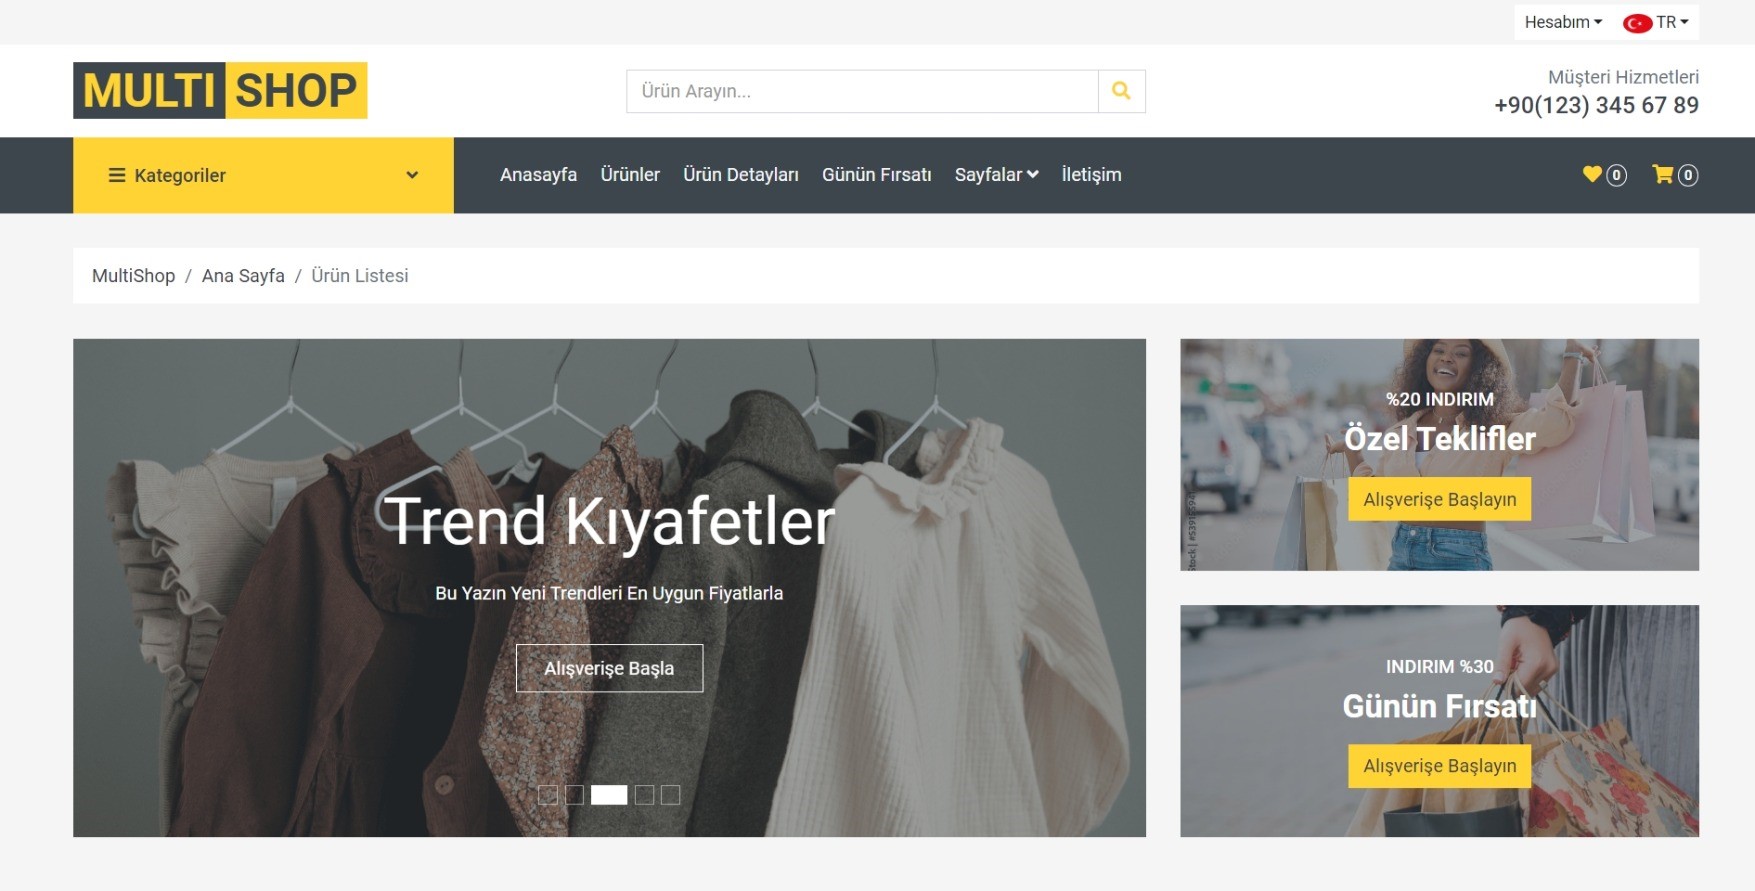 Hesabım TR
MULTI SHOP
Ürün Arayın...
Müşteri Hizmetleri
+90(123) 345 67 89
Kategoriler
Anasayfa Ürünler Ürün Detayları Günün Fırsatı Sayfalar İletişim
0 0
MultiShop / Ana Sayfa / Ürün Listesi
Trend Kıyafetler
Bu Yazın Yeni Trendleri En Uygun Fiyatlarla
Alışverişe Başla
%20 INDIRIM
Özel Teklifler
Alışverişe Başlayın
INDIRIM %30
Günün Fırsatı
Alışverişe Başlayın